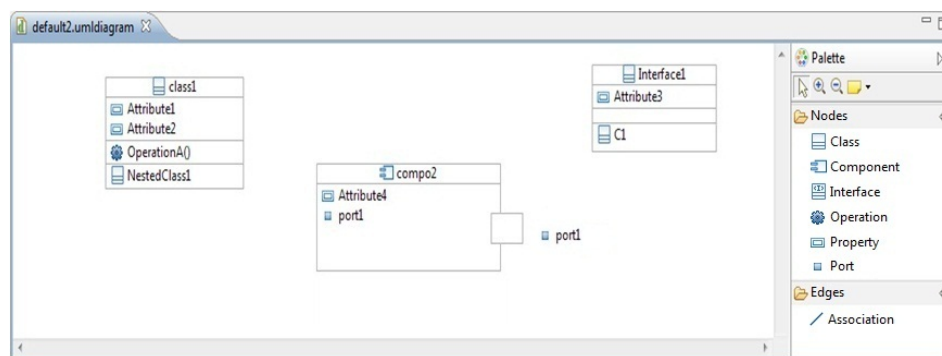 default2.umldiagram
class1
Attribute1
Attribute2
OperationA()
NestedClass1
compo2
Attribute4
port1
port1
Interface1
Attribute3
C1
Palette
Nodes
Class
Component
Interface
Operation
Property
Port
Edges
Association